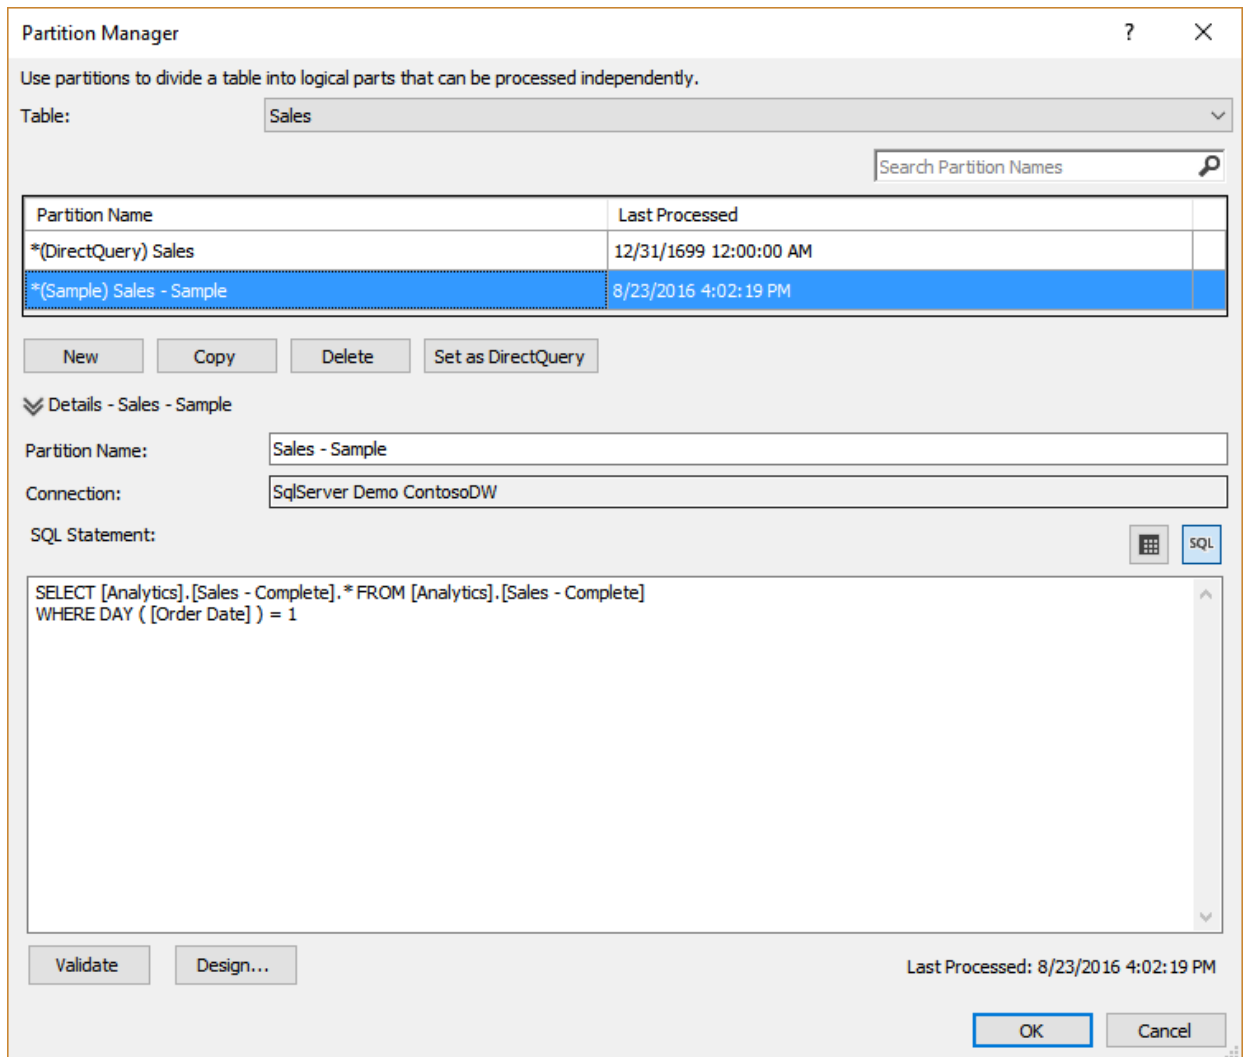 Partition Manager ?
Use partitions to divide a table into logical parts that can be processed independently.
Table: Sales
Search Partition Names
Partition Name Last Processed
*(DirectQuery) Sales 12/31/1699 12:00:00 AM
*(Sample) Sales - Sample 8/23/2016 4:02:19 PM
New Copy Delete Set as DirectQuery
Details - Sales - Sample
Partition Name: Sales - Sample
Connection: SqlServer Demo ContosoDW
SQL Statement: SQL
SELECT [Analytics].[Sales - Complete].* FROM [Analytics].[Sales - Complete]
WHERE DAY ( [Order Date] ) = 1
Validate Design... Last Processed: 8/23/2016 4:02:19 PM
OK Cancel